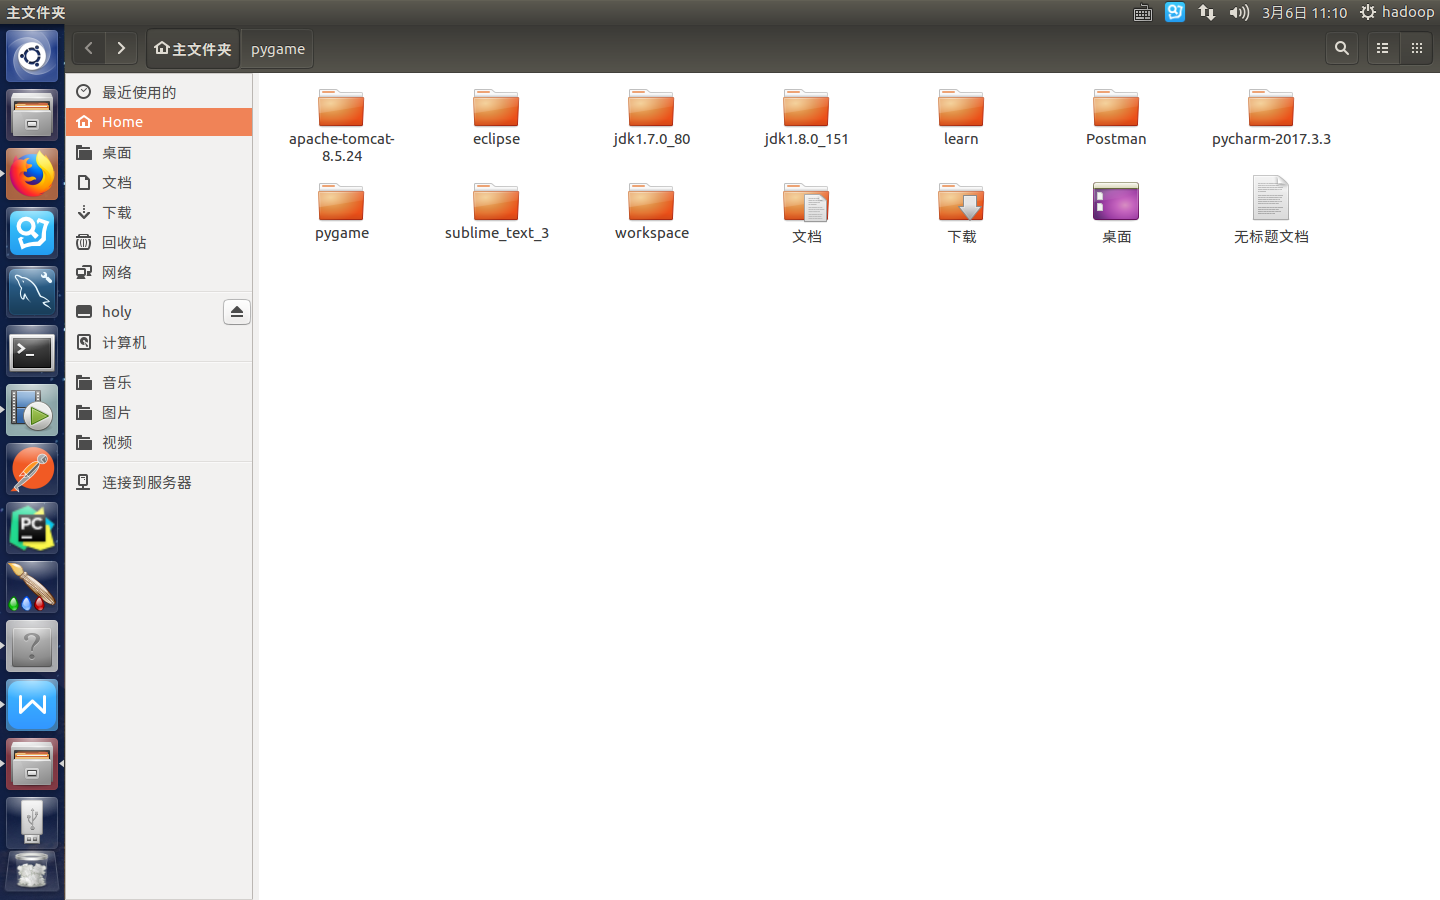 主文件夹
3月6日 11:10
hadoop
主文件夹
pygame
最近使用的
Home
桌面
文档
下载
回收站
网络
holy
计算机
音乐
图片
视频
连接到服务器
apache-tomcat-
8.5.24
eclipse
jdk1.7.0_80
jdk1.8.0_151
learn
Postman
pycharm-2017.3.3
pygame
sublime_text_3
workspace
文档
下载
桌面
无标题文档
PC